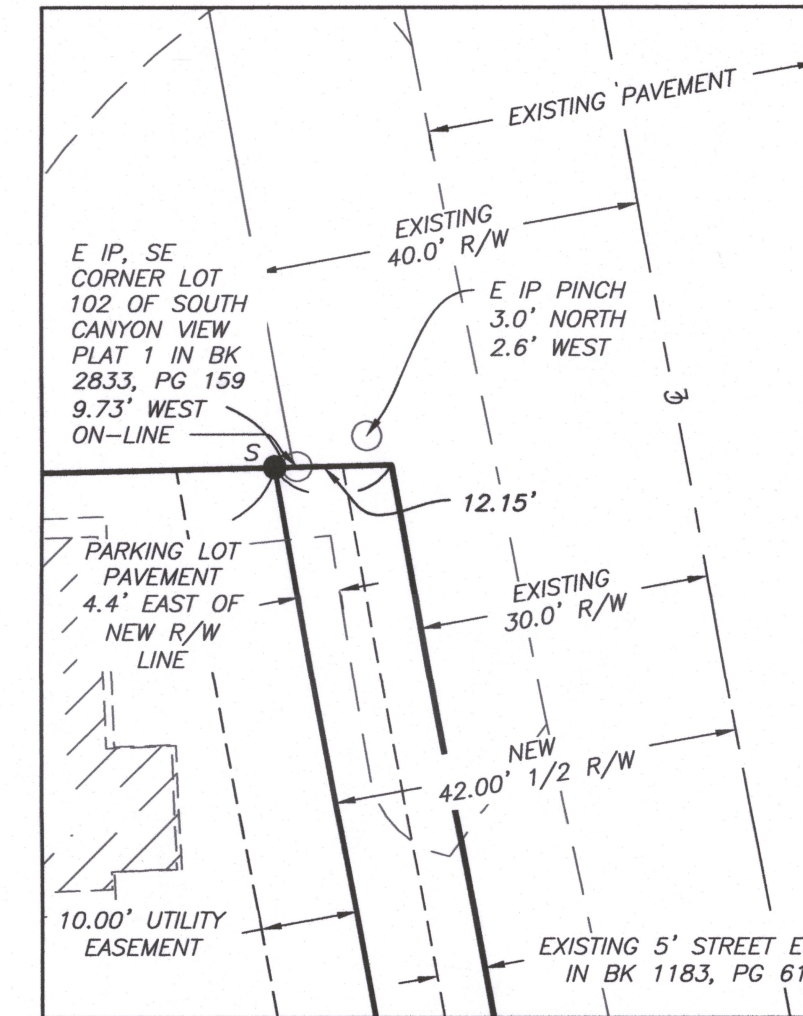 EXISTING PAVEMENT
EXISTING
40.0' R/W
E IP, SE
CORNER LOT
102 OF SOUTH
CANYON VIEW
PLAT 1 IN BK
2833, PG 159
9.73' WEST
ON-LINE
E IP PINCH
3.0' NORTH
2.6' WEST
S
12.15'
PARKING LOT
PAVEMENT
4.4' EAST OF
NEW R/W
LINE
EXISTING
30.0' R/W
NEW
42.00' 1/2 R/W
10.00' UTILITY
EASEMENT
EXISTING 5' STREET E
IN BK 1183, PG 61